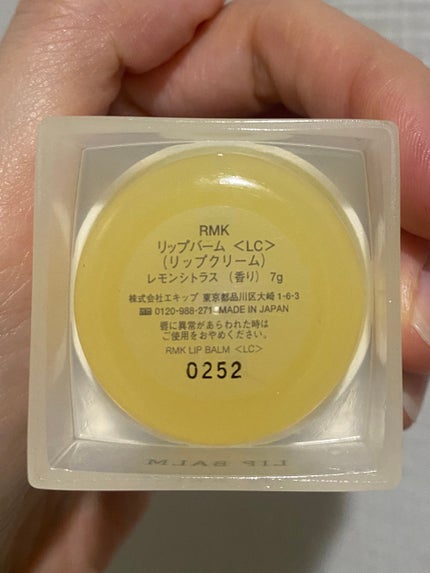 RMK
リップバーム <LC>
(リップクリーム)
レモンシトラス (香り) 7g
株式会社エキップ 東京都品川区大崎1-6-3
0120-988-271 MADE IN JAPAN
唇に異常があらわれた時は
ご使用をおやめください。
RMK LIP BALM <LC>
0252
LIP BALM